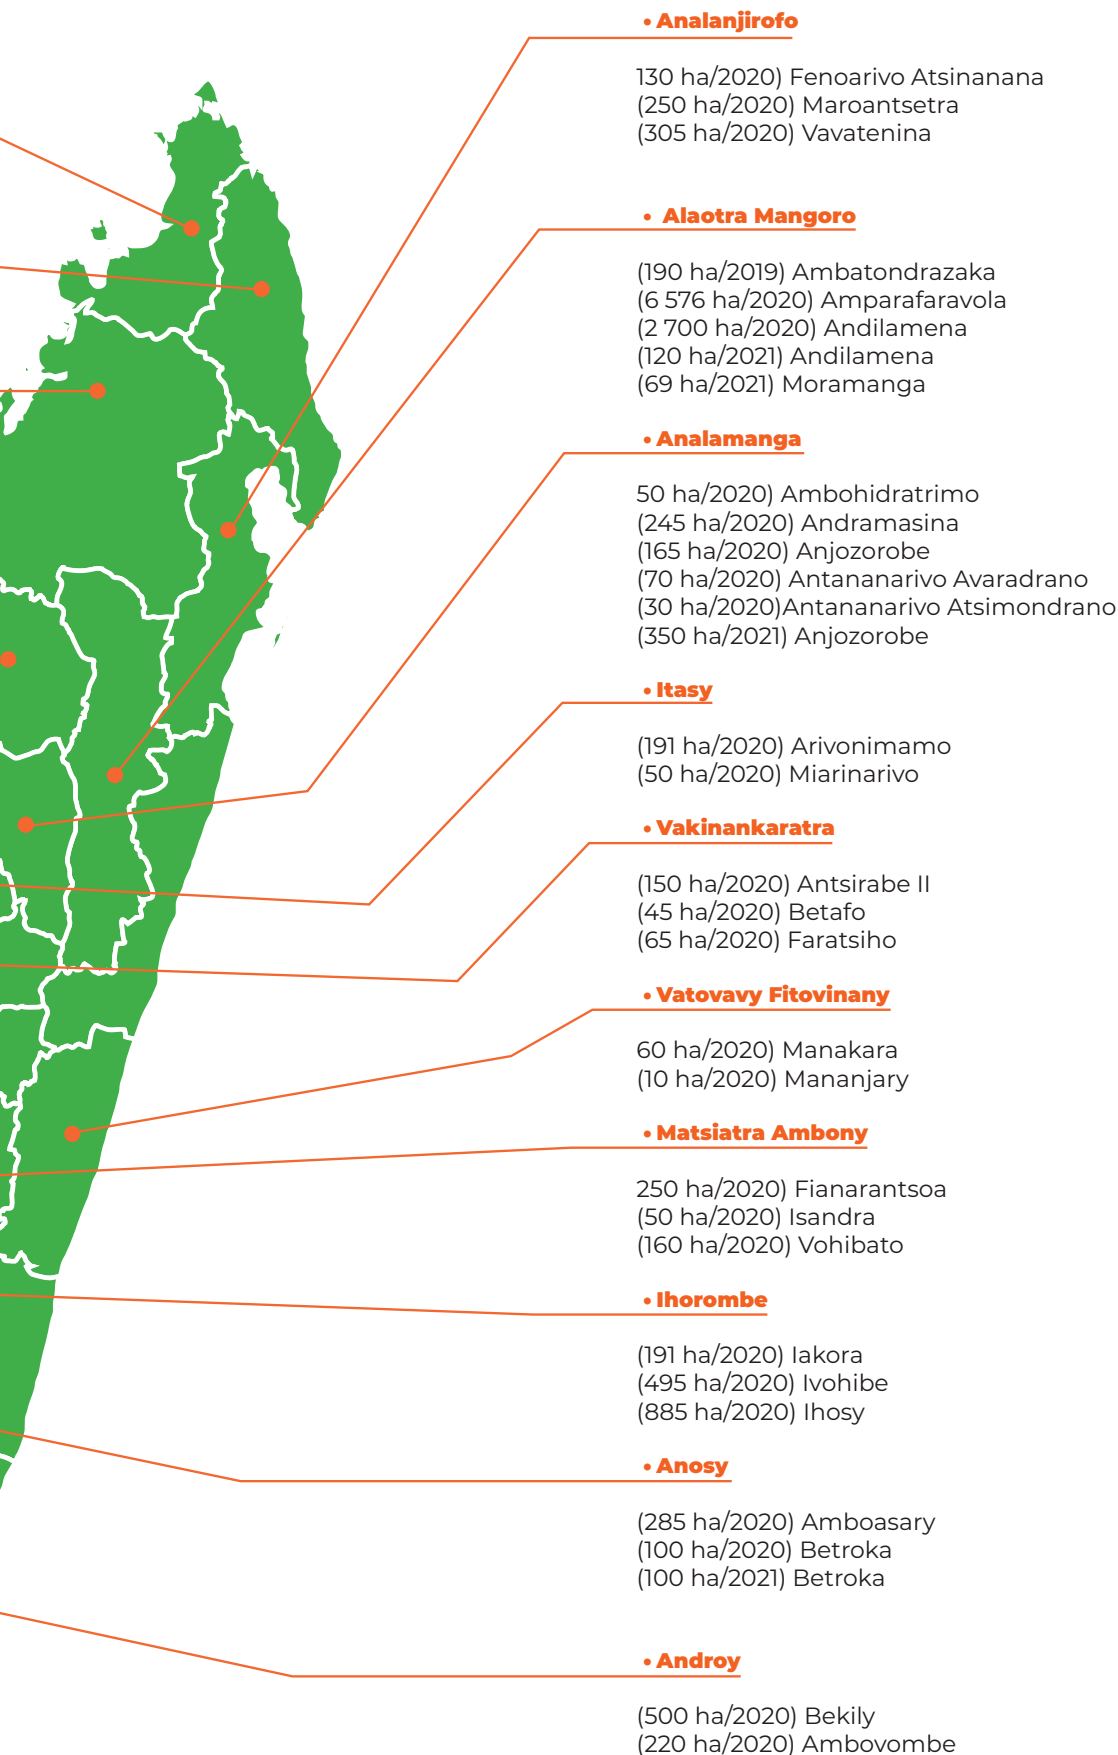 • Analanjirofo
130 ha/2020) Fenoarivo Atsinanana
(250 ha/2020) Maroantsetra
(305 ha/2020) Vavatenina
• Alaotra Mangoro
(190 ha/2019) Ambatondrazaka
(6 576 ha/2020) Amparafaravola
(2 700 ha/2020) Andilamena
(120 ha/2021) Andilamena
(69 ha/2021) Moramanga
• Analamanga
50 ha/2020) Ambohidratrimo
(245 ha/2020) Andramasina
(165 ha/2020) Anjozorobe
(70 ha/2020) Antananarivo Avaradrano
(30 ha/2020)Antananarivo Atsimondrano
(350 ha/2021) Anjozorobe
• Itasy
(191 ha/2020) Arivonimamo
(50 ha/2020) Miarinarivo
• Vakinankaratra
(150 ha/2020) Antsirabe II
(45 ha/2020) Betafo
(65 ha/2020) Faratsiho
• Vatovavy Fitovinany
60 ha/2020) Manakara
(10 ha/2020) Mananjary
• Matsiatra Ambony
250 ha/2020) Fianarantsoa
(50 ha/2020) Isandra
(160 ha/2020) Vohibato
• Ihorombe
(191 ha/2020) Iakora
(495 ha/2020) Ivohibe
(885 ha/2020) Ihosy
• Anosy
(285 ha/2020) Amboasary
(100 ha/2020) Betroka
(100 ha/2021) Betroka
• Androy
(500 ha/2020) Bekily
(220 ha/2020) Ambovombe